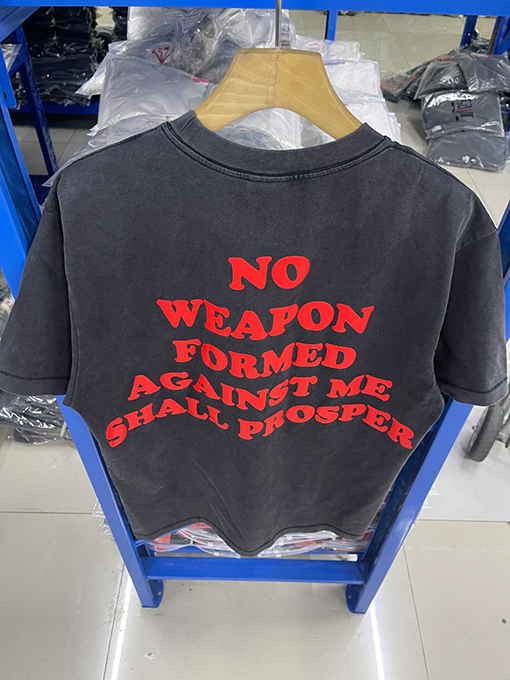 NO
WEAPON
FORMED
AGAINST ME
SHALL PROSPER